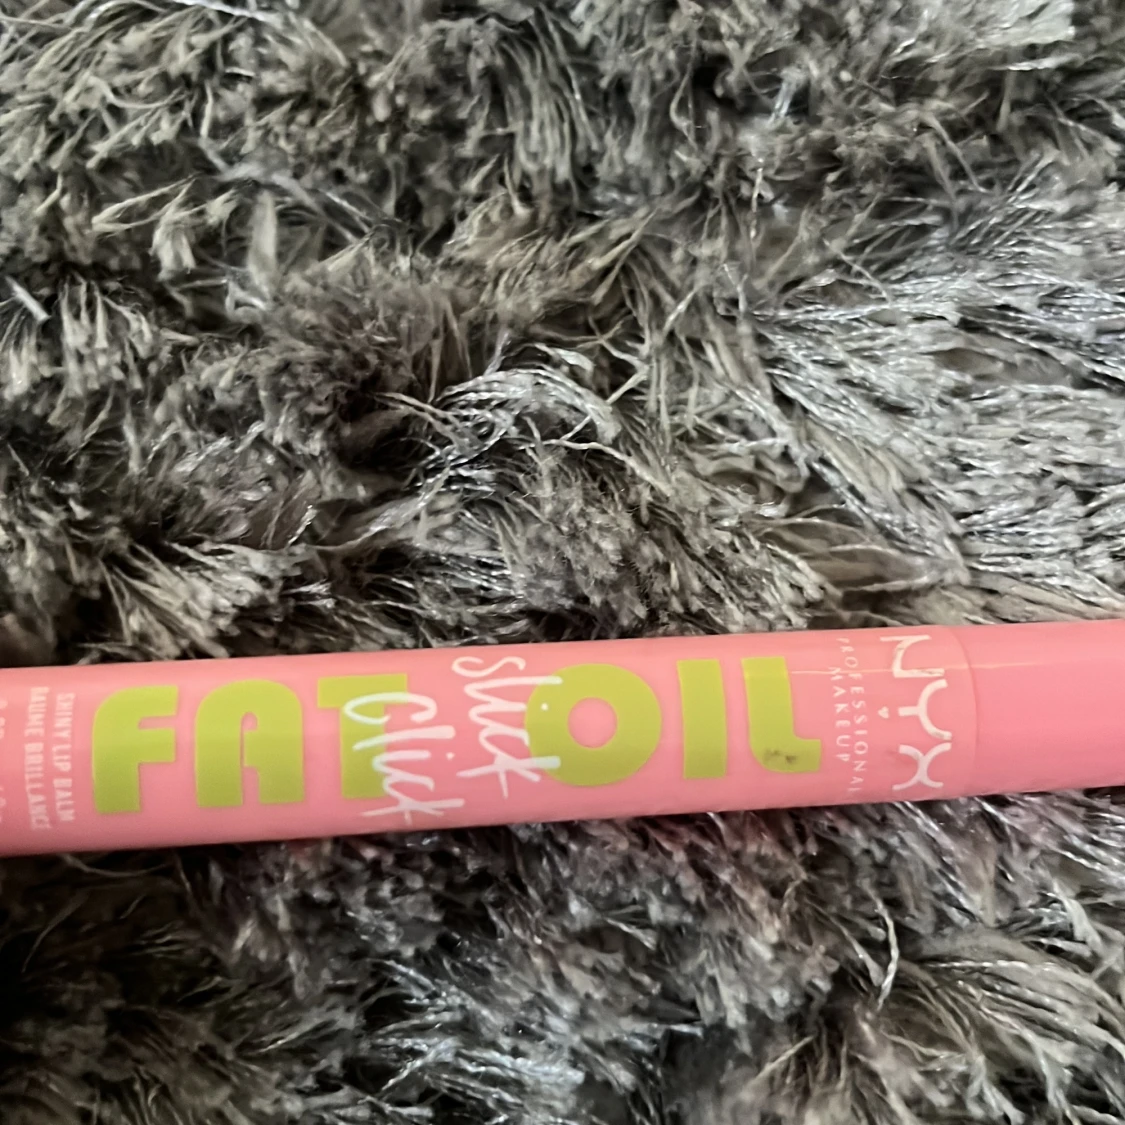 FAT OIL
slick
click
NYX
PROFESSIONAL
MAKEUP
SHINY LIP BALM
BAUME BRILLANCE